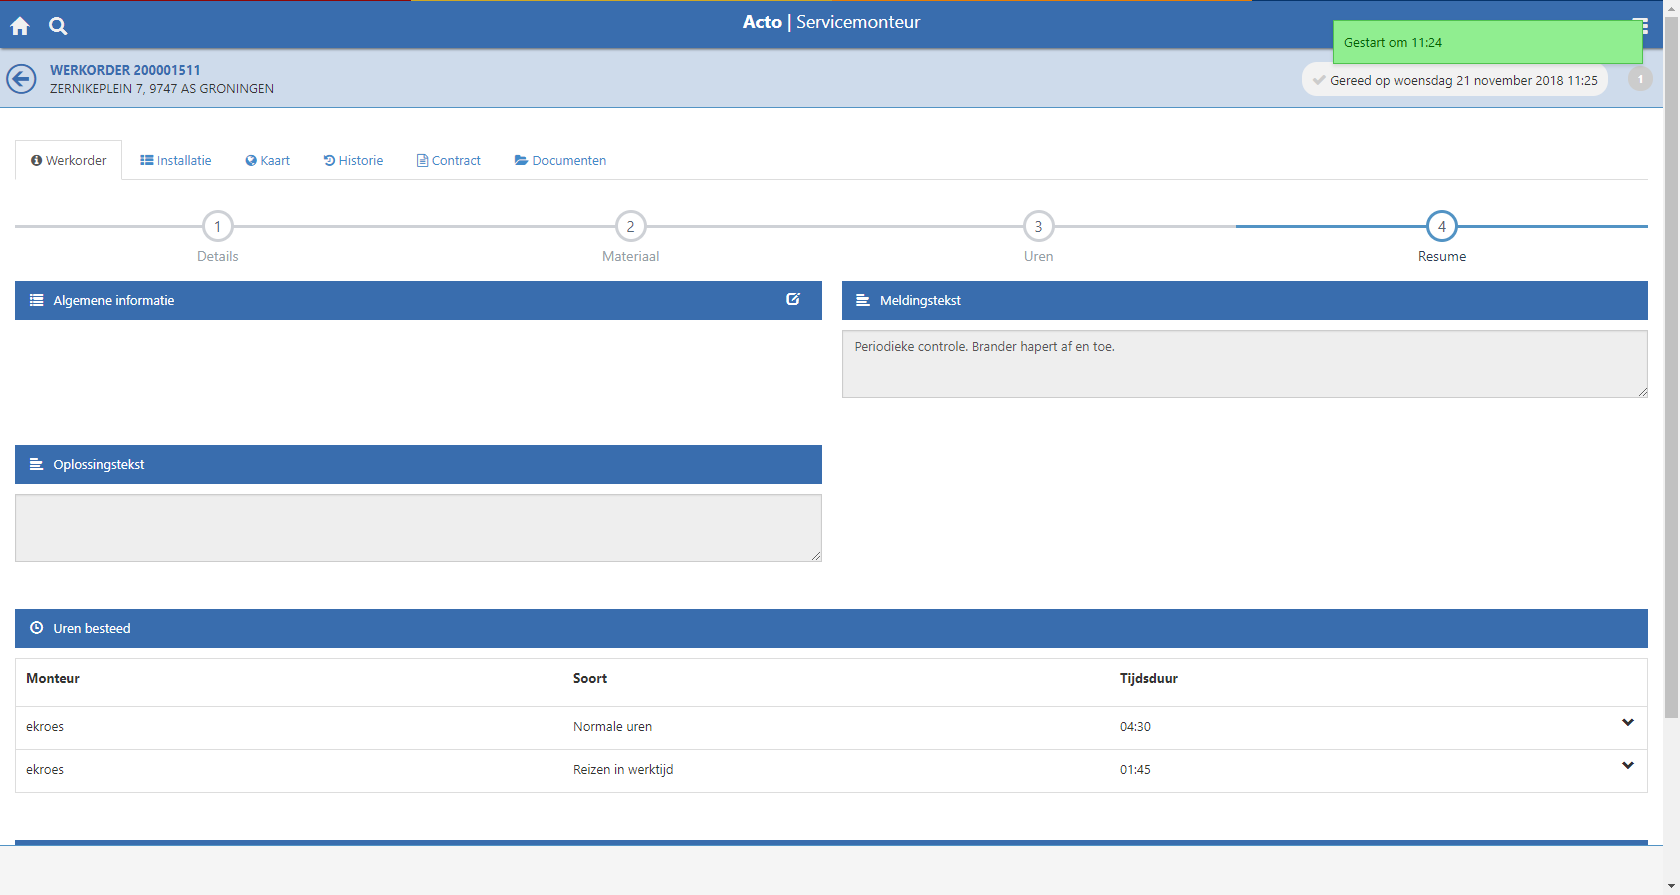 Acto | Servicemonteur
Gestart om 11:24
WERKORDER 200001511
ZERNIKEPLEIN 7, 9747 AS GRONINGEN
Gereed op woensdag 21 november 2018 11:25
1
Werkorder Installatie Kaart Historie Contract Documenten
1 2 3 4
Details Materiaal Uren Resume
Algemene informatie
Meldingstekst
Periodieke controle. Brander hapert af en toe.
Oplossingstekst
Uren besteed
Monteur Soort Tijdsduur
ekroes Normale uren 04:30
ekroes Reizen in werktijd 01:45